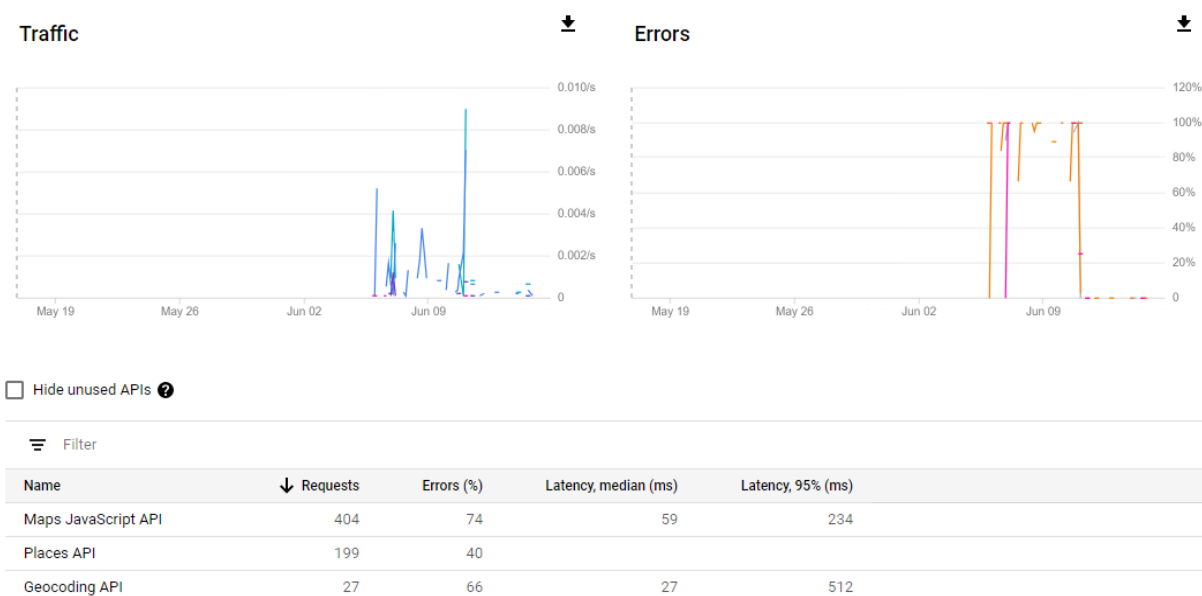 Traffic
0.010/s
0.008/s
0.006/s
0.004/s
0.002/s
0
May 19 May 26 Jun 02 Jun 09
Errors
120%
100%
80%
60%
40%
20%
0
May 19 May 26 Jun 02 Jun 09
Hide unused APIs ?
Filter
Name Requests Errors (%) Latency, median (ms) Latency, 95% (ms)
Maps JavaScript API 404 74 59 234
Places API 199 40
Geocoding API 27 66 27 512